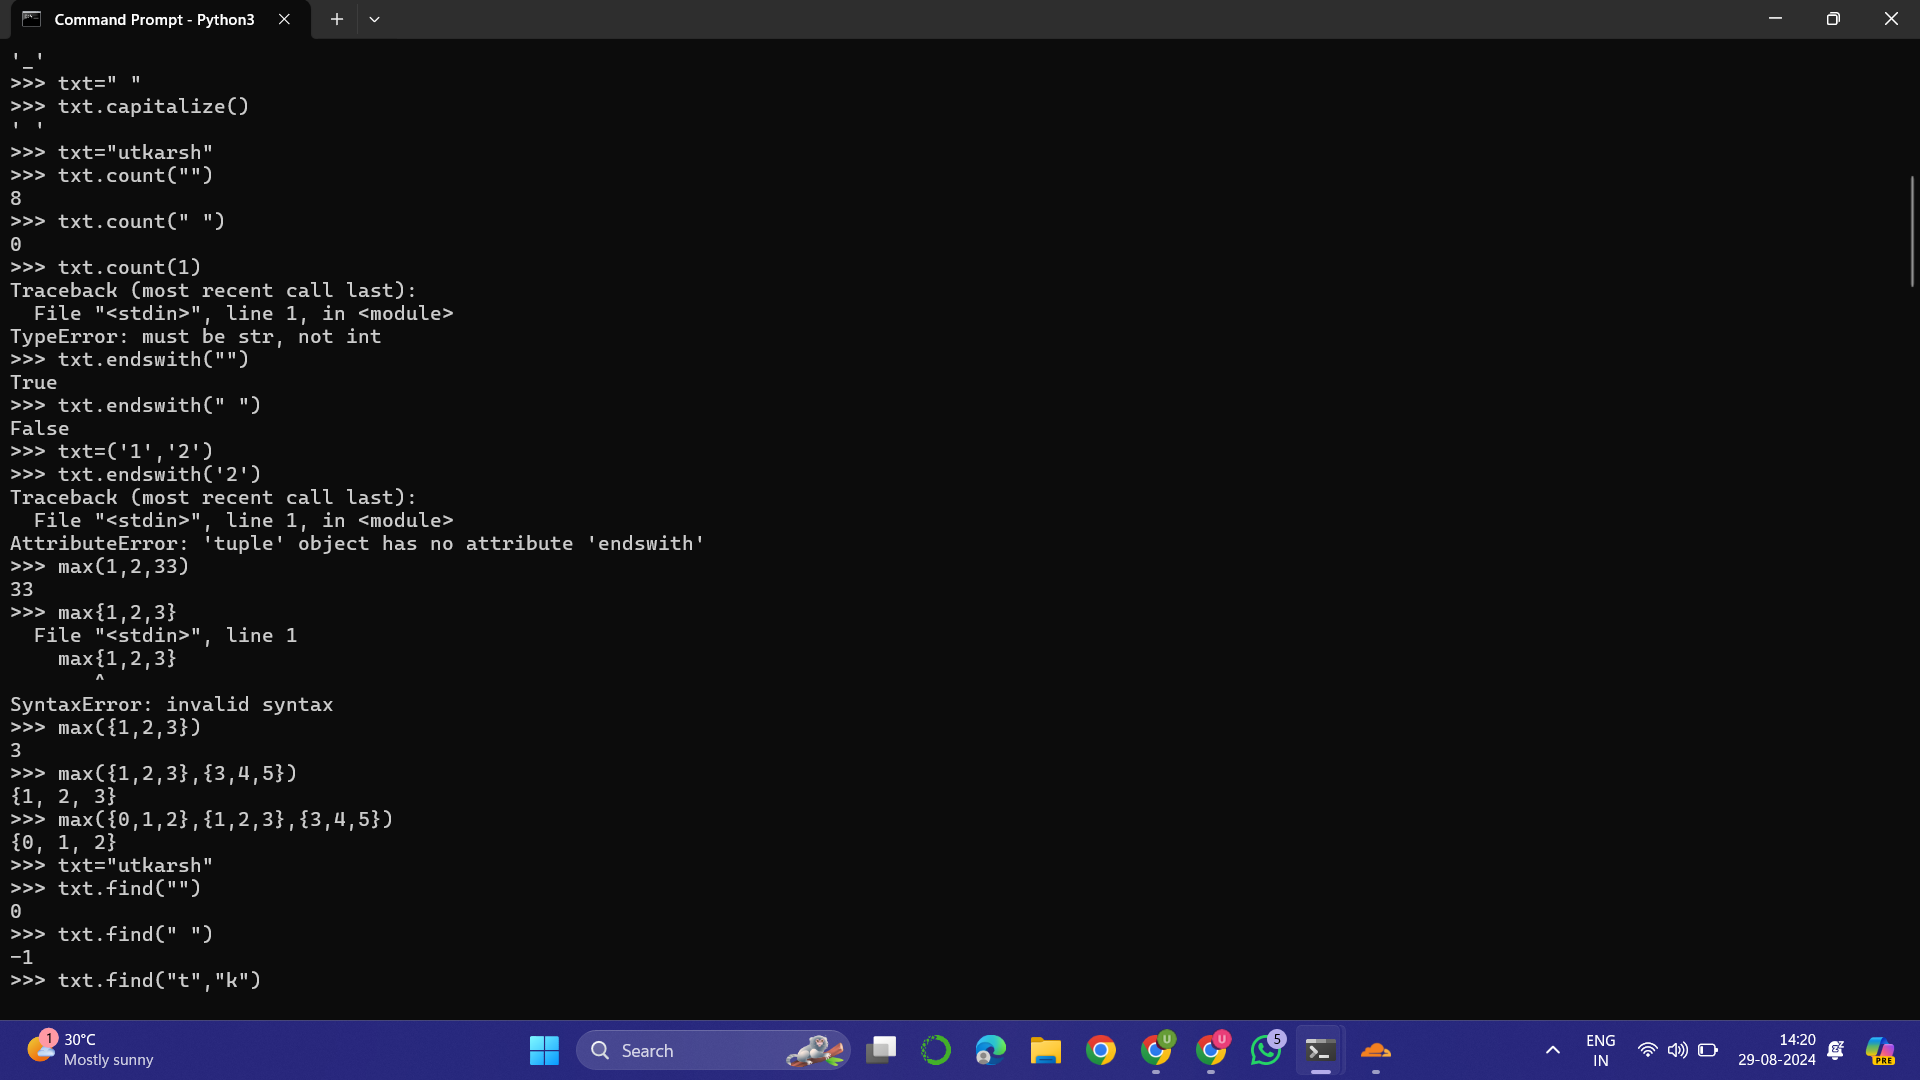 Command Prompt - Python3
'_'
>>> txt=" "
>>> txt.capitalize()
' '
>>> txt="utkarsh"
>>> txt.count("")
8
>>> txt.count(" ")
0
>>> txt.count(1)
Traceback (most recent call last):
  File "<stdin>", line 1, in <module>
TypeError: must be str, not int
>>> txt.endswith("")
True
>>> txt.endswith(" ")
False
>>> txt=('1','2')
>>> txt.endswith('2')
Traceback (most recent call last):
  File "<stdin>", line 1, in <module>
AttributeError: 'tuple' object has no attribute 'endswith'
>>> max(1,2,33)
33
>>> max{1,2,3}
  File "<stdin>", line 1
    max{1,2,3}
       ^
SyntaxError: invalid syntax
>>> max({1,2,3})
3
>>> max({1,2,3},{3,4,5})
{1, 2, 3}
>>> max({0,1,2},{1,2,3},{3,4,5})
{0, 1, 2}
>>> txt="utkarsh"
>>> txt.find("")
0
>>> txt.find(" ")
-1
>>> txt.find("t","k")
1
30°C
Mostly sunny
Search
U
U
5
ENG
IN
14:20
29-08-2024
PRE